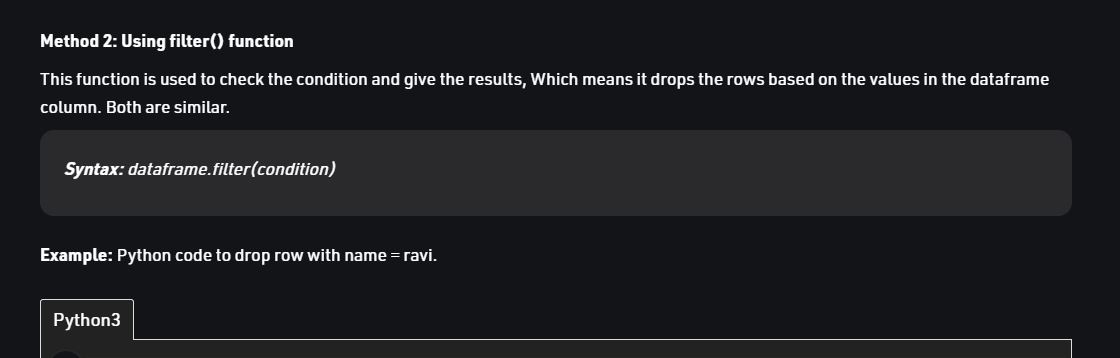 Method 2: Using filter() function
This function is used to check the condition and give the results, Which means it drops the rows based on the values in the dataframe
column. Both are similar.
Syntax: dataframe.filter(condition)
Example: Python code to drop row with name = ravi.
Python3